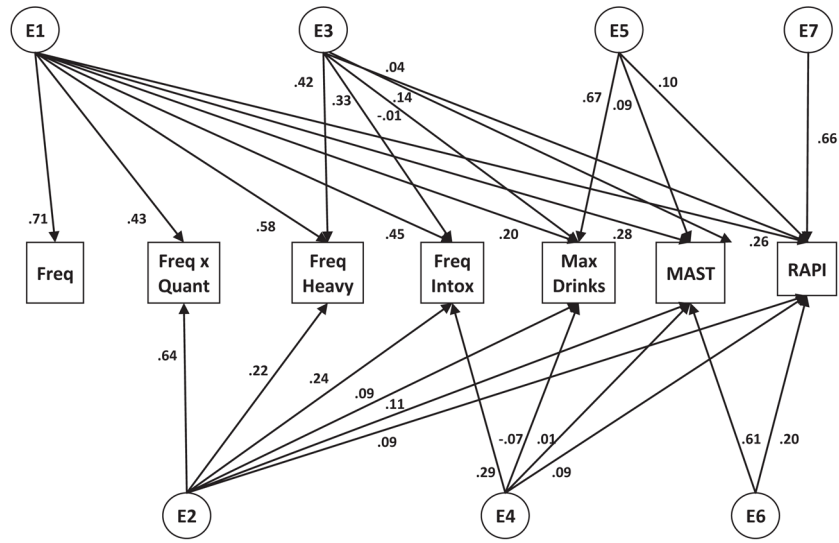 E1
E3
E5
E7
.04
.42
.33
.14
-.01
.67
.09
.10
.66
.71
.43
.58
.45
.20
.28
.26
Freq
Freq x
Quant
Freq
Heavy
Freq
Intox
Max
Drinks
MAST
RAPI
.64
.22
.24
.09
.11
.09
-.07
.01
.29
.09
.61
.20
E2
E4
E6